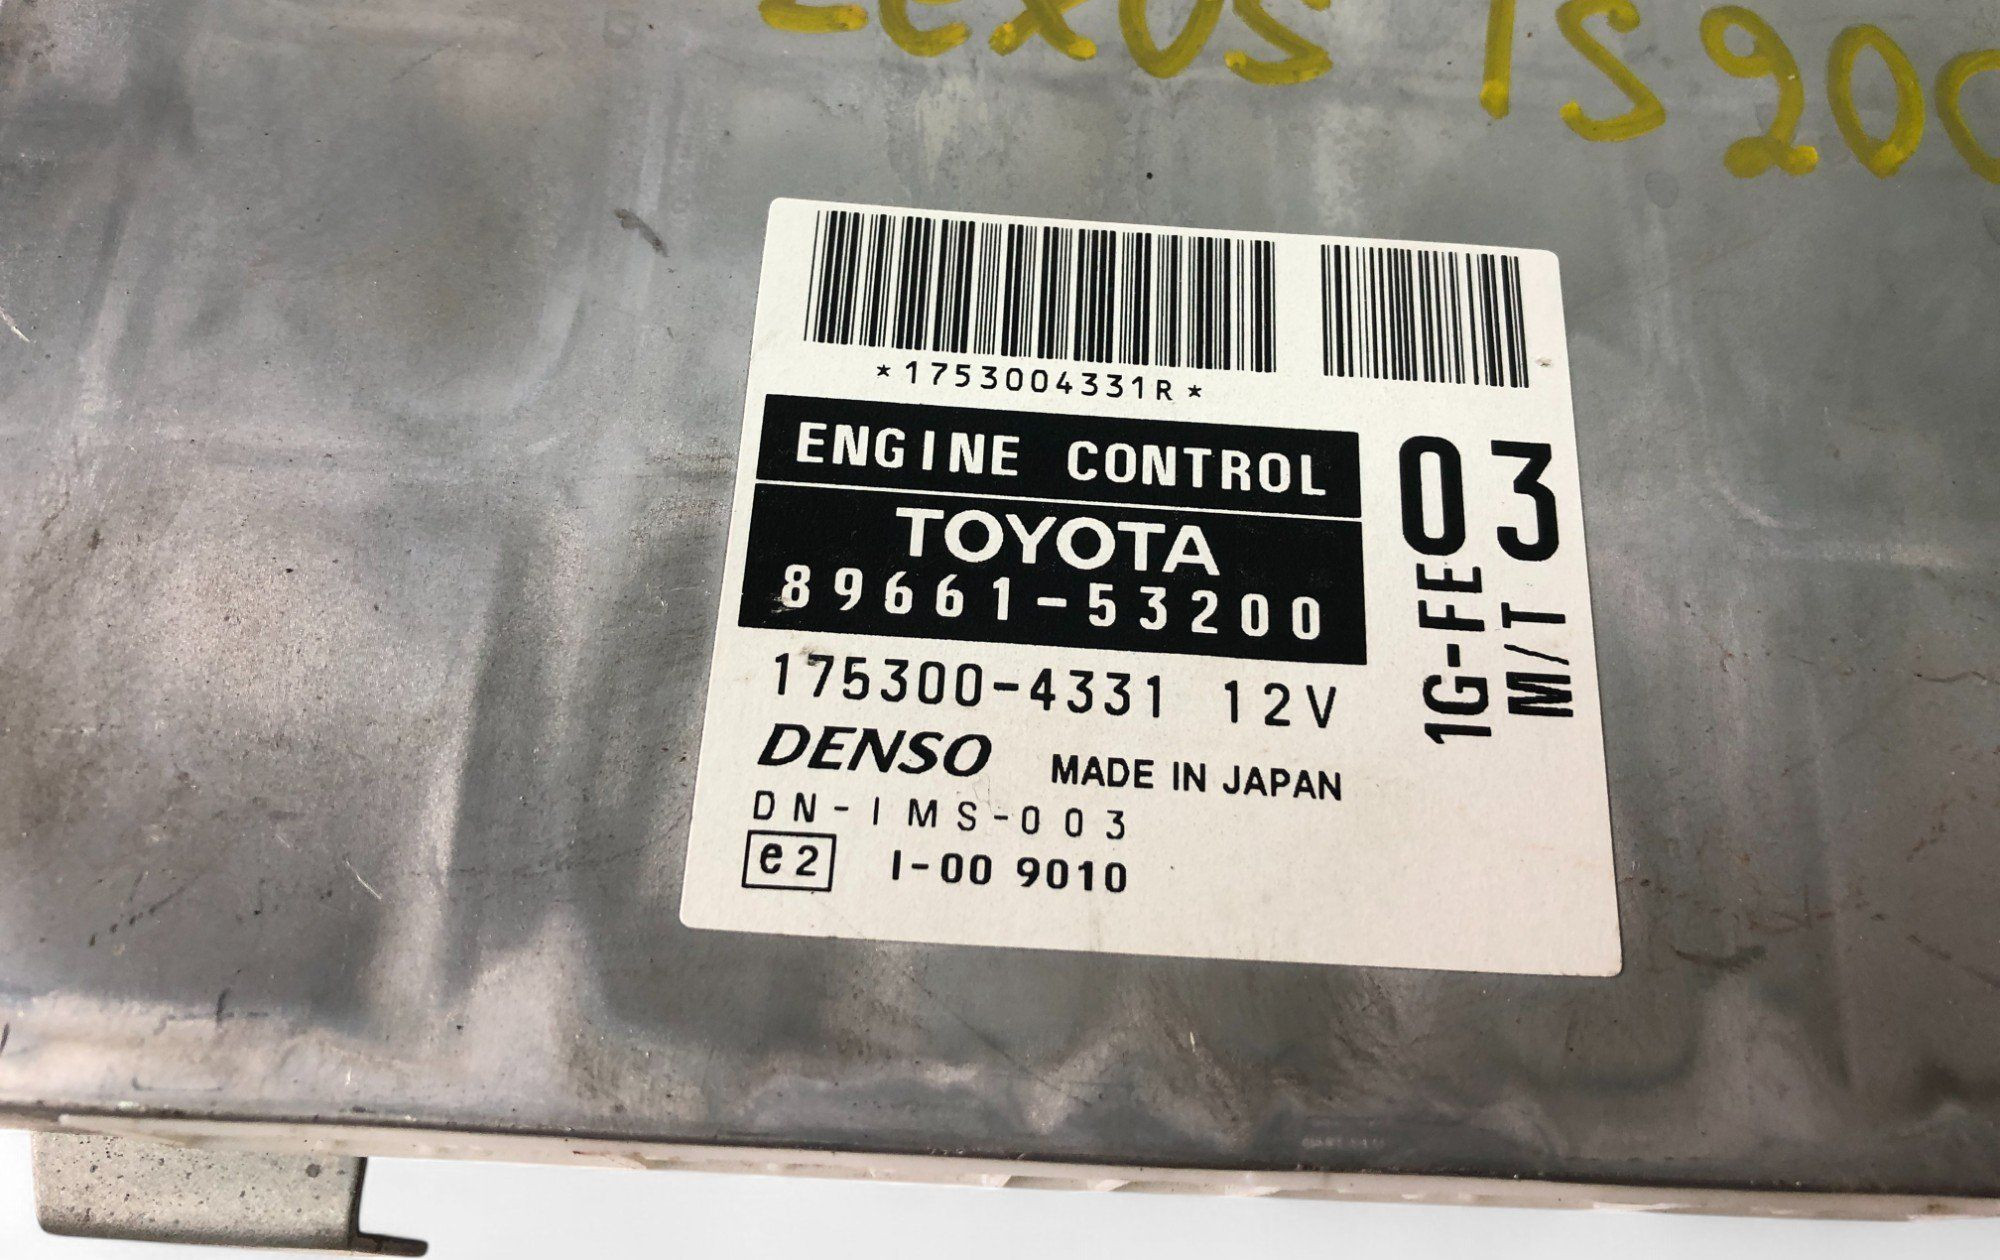 LEXUS IS200
*1753004331R*
ENGINE CONTROL
TOYOTA
89661-53200
175300-4331 12V
DENSO MADE IN JAPAN
DN-IMS-003
e2 I-00 9010
03
1G-FE
M/T